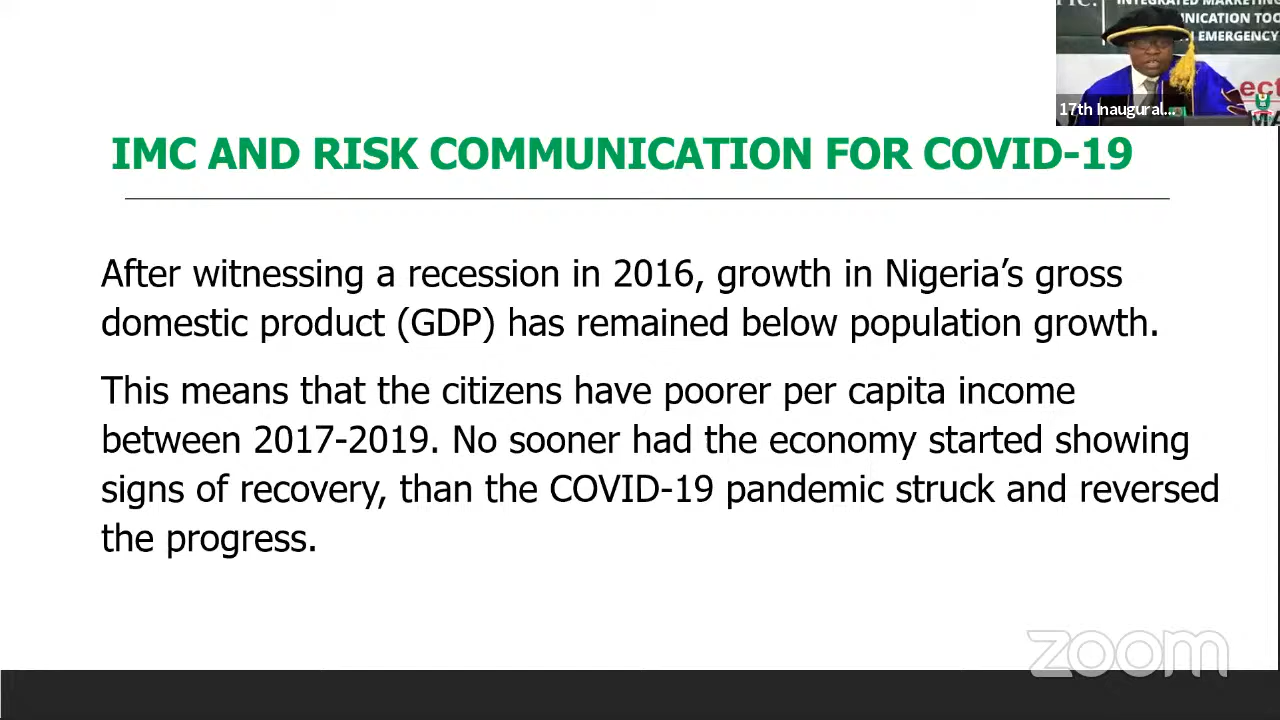 INTEGRATED MARKETING
EMERGENCY
17th Inaugural...
IMC AND RISK COMMUNICATION FOR COVID-19
After witnessing a recession in 2016, growth in Nigeria’s gross
domestic product (GDP) has remained below population growth.
This means that the citizens have poorer per capita income
between 2017-2019. No sooner had the economy started showing
signs of recovery, than the COVID-19 pandemic struck and reversed
the progress.
zoom